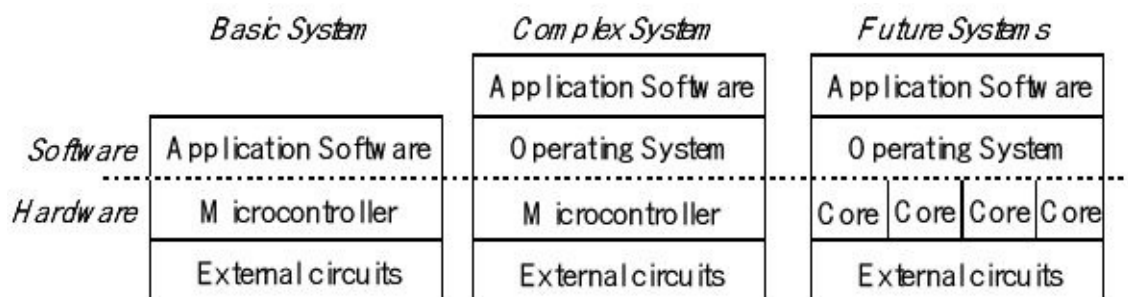 Basic System Complex System Future Systems
Application Software Application Software
Software Application Software Operating System Operating System
Hardware Microcontroller Microcontroller Core Core Core Core
External circuits External circuits External circuits